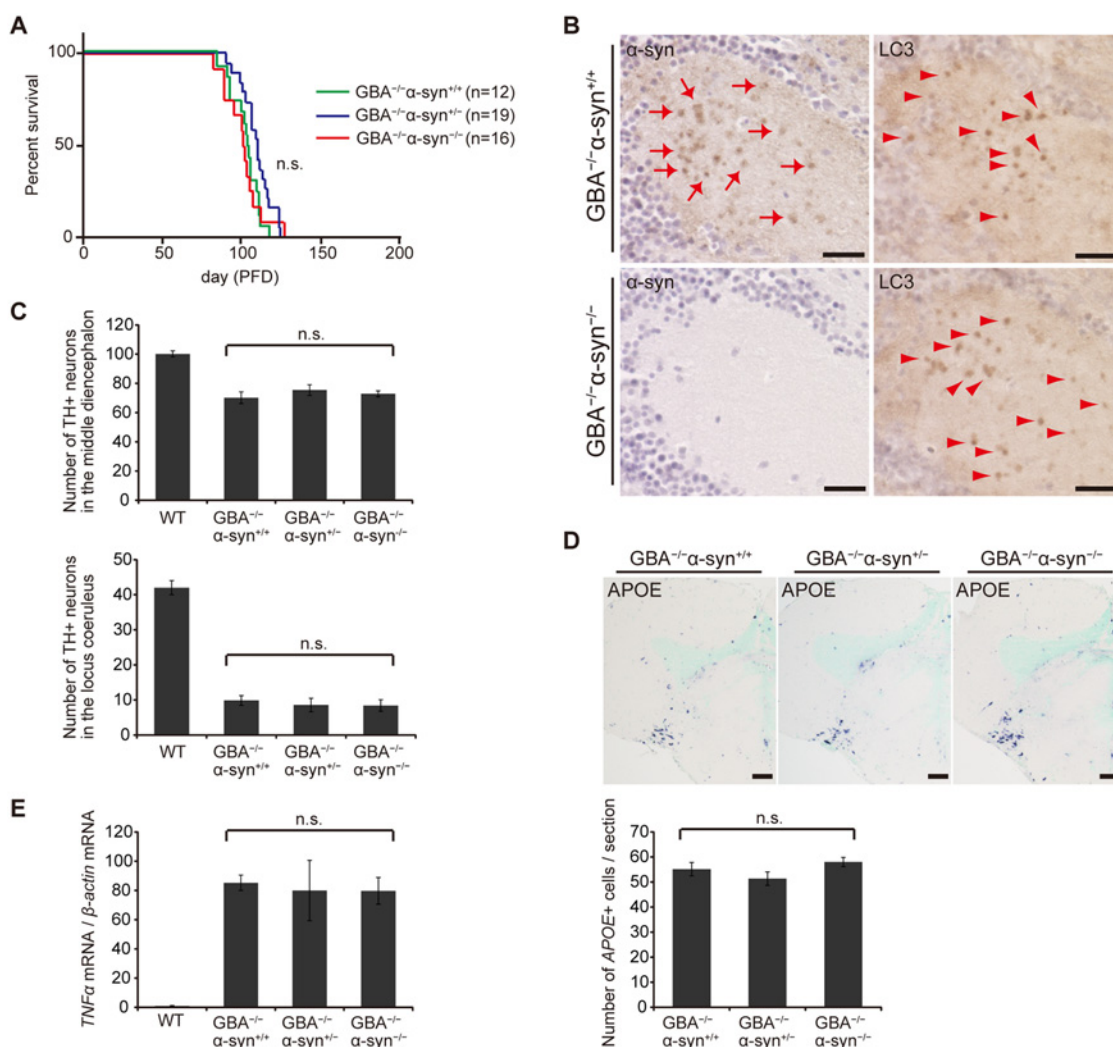 A
Percent survival
100
50
0
0
50
100
150
200
day (PFD)
GBA⁻/⁻α-syn⁺/⁺ (n=12)
GBA⁻/⁻α-syn⁺/⁻ (n=19)
GBA⁻/⁻α-syn⁻/⁻ (n=16)
n.s.
B
GBA⁻/⁻α-syn⁺/⁺
α-syn
LC3
GBA⁻/⁻α-syn⁻/⁻
α-syn
LC3
C
Number of TH+ neurons
in the middle diencephalon
120
100
80
60
40
20
0
n.s.
WT
GBA⁻/⁻
α-syn⁺/⁺
GBA⁻/⁻
α-syn⁺/⁻
GBA⁻/⁻
α-syn⁻/⁻
Number of TH+ neurons
in the locus coeruleus
40
30
20
10
0
n.s.
WT
GBA⁻/⁻
α-syn⁺/⁺
GBA⁻/⁻
α-syn⁺/⁻
GBA⁻/⁻
α-syn⁻/⁻
D
GBA⁻/⁻α-syn⁺/⁺
GBA⁻/⁻α-syn⁺/⁻
GBA⁻/⁻α-syn⁻/⁻
APOE
APOE
APOE
Number of APOE+ cells / section
70
60
50
40
30
20
10
0
n.s.
GBA⁻/⁻
α-syn⁺/⁺
GBA⁻/⁻
α-syn⁺/⁻
GBA⁻/⁻
α-syn⁻/⁻
E
TNFα mRNA / β-actin mRNA
120
100
80
60
40
20
0
n.s.
WT
GBA⁻/⁻
α-syn⁺/⁺
GBA⁻/⁻
α-syn⁺/⁻
GBA⁻/⁻
α-syn⁻/⁻